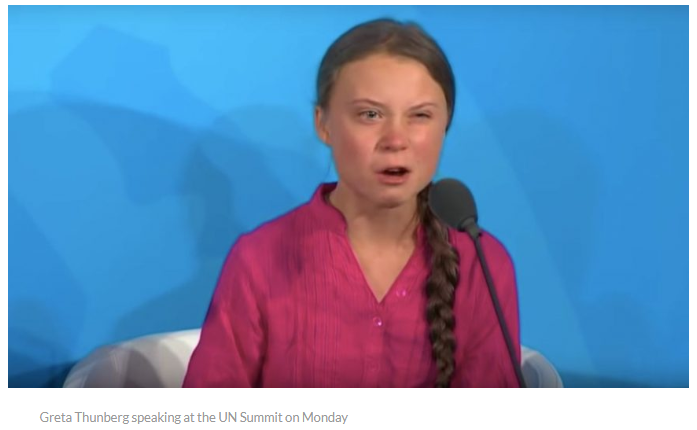 Greta Thunberg speaking at the UN Summit on Monday